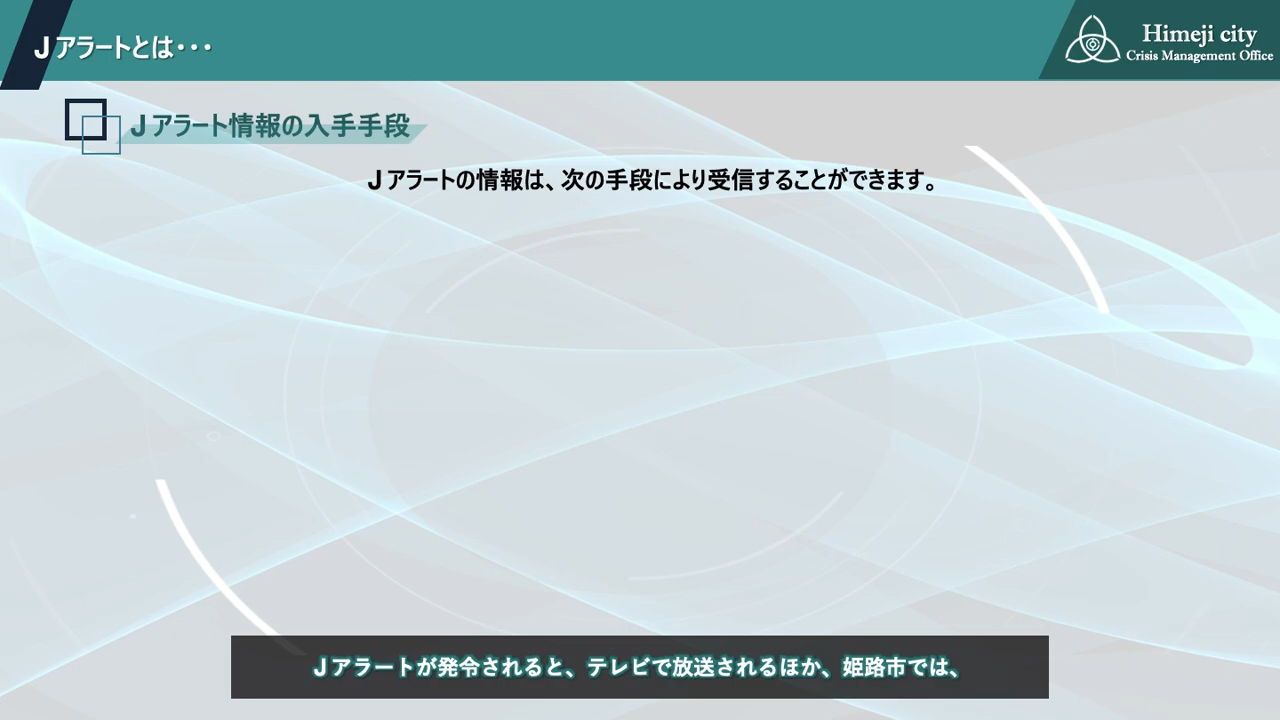 Jアラートとは・・・
Himeji city
Crisis Management Office
Jアラート情報の入手手段
Jアラートの情報は、次の手段により受信することができます。
Jアラートが発令されると、テレビで放送されるほか、姫路市では、